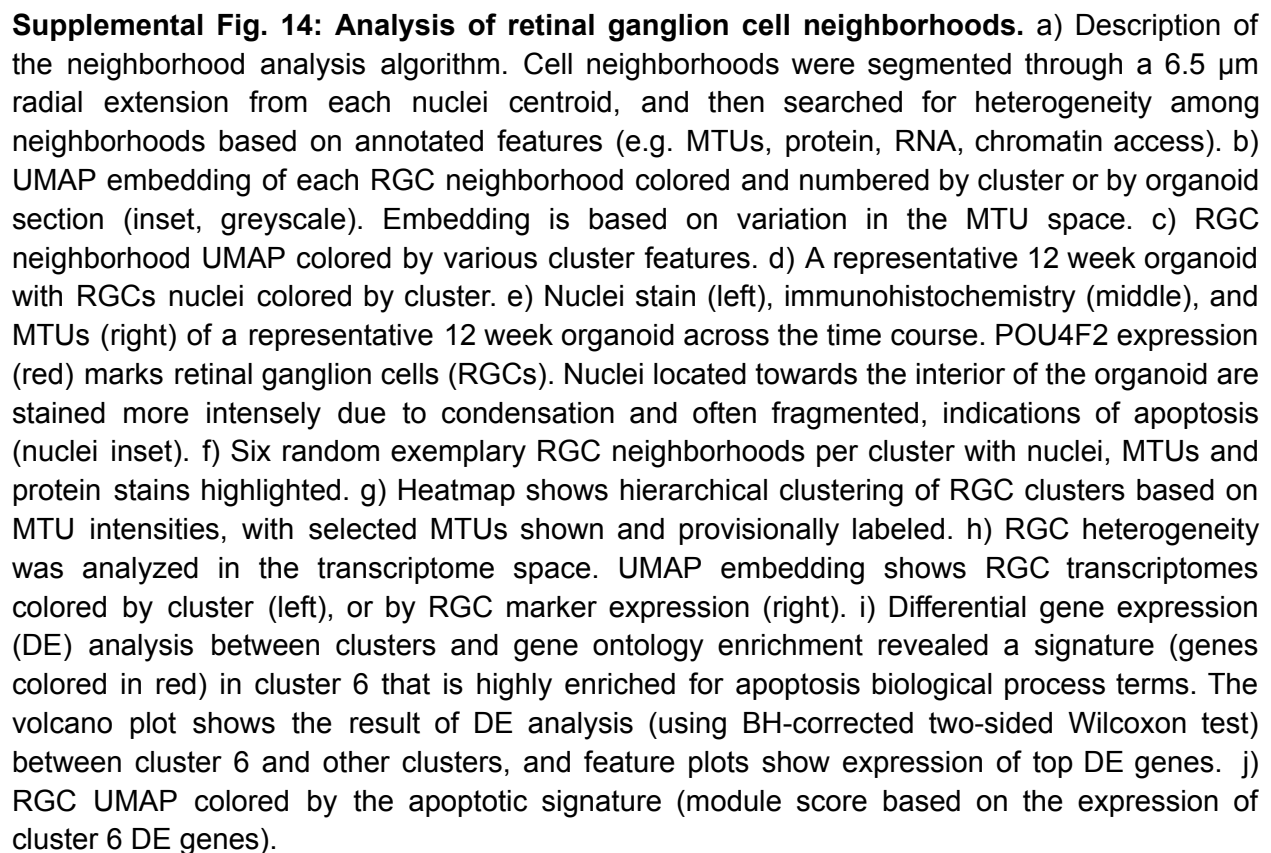 Supplemental Fig. 14: Analysis of retinal ganglion cell neighborhoods. a) Description of
the neighborhood analysis algorithm. Cell neighborhoods were segmented through a 6.5 μm
radial extension from each nuclei centroid, and then searched for heterogeneity among
neighborhoods based on annotated features (e.g. MTUs, protein, RNA, chromatin access). b)
UMAP embedding of each RGC neighborhood colored and numbered by cluster or by organoid
section (inset, greyscale). Embedding is based on variation in the MTU space. c) RGC
neighborhood UMAP colored by various cluster features. d) A representative 12 week organoid
with RGCs nuclei colored by cluster. e) Nuclei stain (left), immunohistochemistry (middle), and
MTUs (right) of a representative 12 week organoid across the time course. POU4F2 expression
(red) marks retinal ganglion cells (RGCs). Nuclei located towards the interior of the organoid are
stained more intensely due to condensation and often fragmented, indications of apoptosis
(nuclei inset). f) Six random exemplary RGC neighborhoods per cluster with nuclei, MTUs and
protein stains highlighted. g) Heatmap shows hierarchical clustering of RGC clusters based on
MTU intensities, with selected MTUs shown and provisionally labeled. h) RGC heterogeneity
was analyzed in the transcriptome space. UMAP embedding shows RGC transcriptomes
colored by cluster (left), or by RGC marker expression (right). i) Differential gene expression
(DE) analysis between clusters and gene ontology enrichment revealed a signature (genes
colored in red) in cluster 6 that is highly enriched for apoptosis biological process terms. The
volcano plot shows the result of DE analysis (using BH-corrected two-sided Wilcoxon test)
between cluster 6 and other clusters, and feature plots show expression of top DE genes. j)
RGC UMAP colored by the apoptotic signature (module score based on the expression of
cluster 6 DE genes).